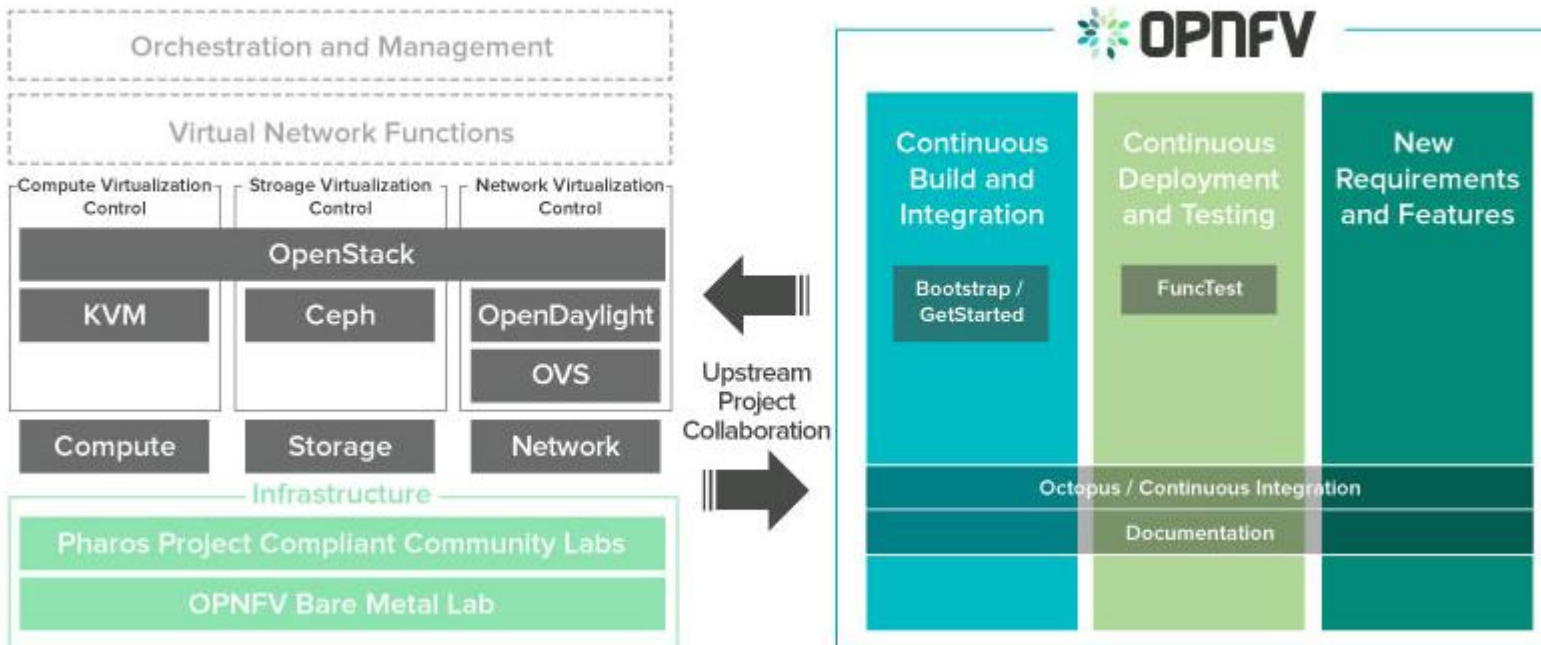 Orchestration and Management
Virtual Network Functions
Compute Virtualization
Control
Stroage Virtualization
Control
Network Virtualization
Control
OpenStack
KVM
Ceph
OpenDaylight
OVS
Compute
Storage
Network
Infrastructure
Pharos Project Compliant Community Labs
OPNFV Bare Metal Lab
Upstream
Project
Collaboration
OPNFV
Continuous
Build and
Integration
Bootstrap /
GetStarted
Continuous
Deployment
and Testing
FuncTest
New
Requirements
and Features
Octopus / Continuous Integration
Documentation